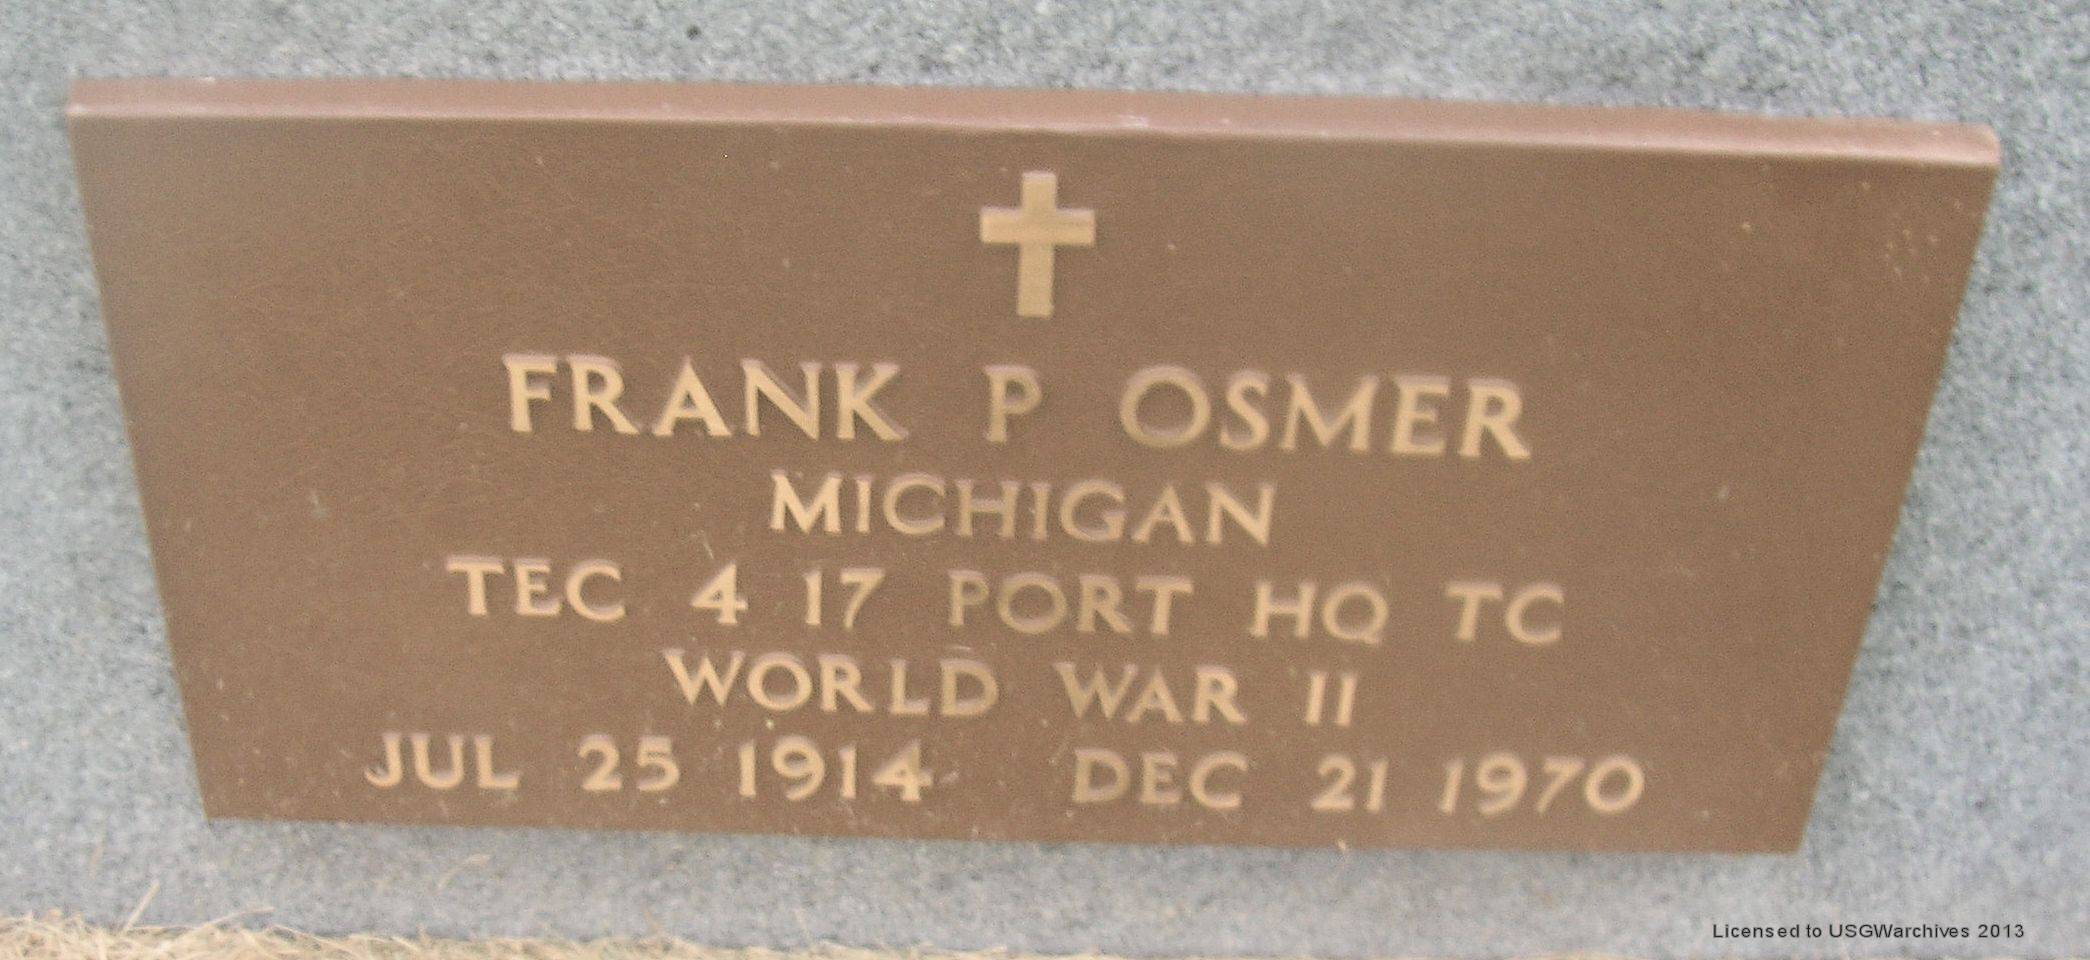 FRANK P OSMER
MICHIGAN
TEC 4 17 PORT HQ TC
WORLD WAR II
JUL 25 1914 DEC 21 1970
Licensed to USGWarchives 2013